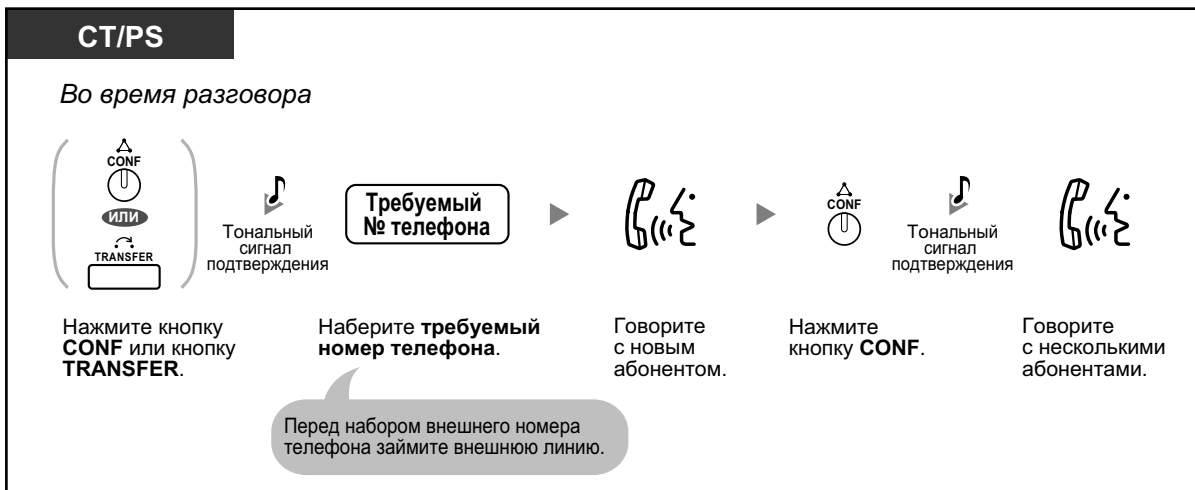 CT/PS
Во время разговора
CONF
ИЛИ
TRANSFER
Тональный
сигнал
подтверждения
Требуемый
№ телефона
CONF
Тональный
сигнал
подтверждения
Нажмите кнопку
CONF или кнопку
TRANSFER.
Наберите требуемый
номер телефона.
Говорите
с новым
абонентом.
Нажмите
кнопку CONF.
Говорите
с несколькими
абонентами.
Перед набором внешнего номера
телефона займите внешнюю линию.